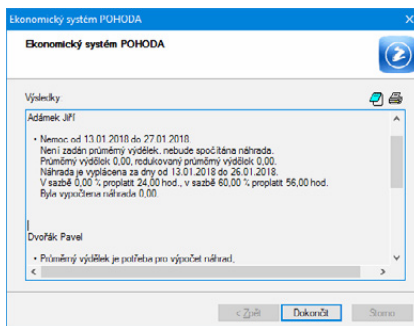 Ekonomický systém POHODA
Ekonomický systém POHODA
Výsledky
Adámek Jiří
• Nemoc od 13.01.2018 do 27.01.2018.
Není zadán průměrný výdělek, nebude spočítána náhrada.
Průměrný výdělek 0,00, redukovaný průměrný výdělek 0,00.
Náhrada je vyplácena za dny od 13.01.2018 do 26.01.2018.
V sazbě 0,00 % proplatit 24,00 hod., v sazbě 60,00 % proplatit 56,00 hod.
Byla vypočtena náhrada 0,00.
Dvořák Pavel
• Průměrný výdělek je potřeba pro výpočet náhrad,
< Zpět
Dokončit
Storno